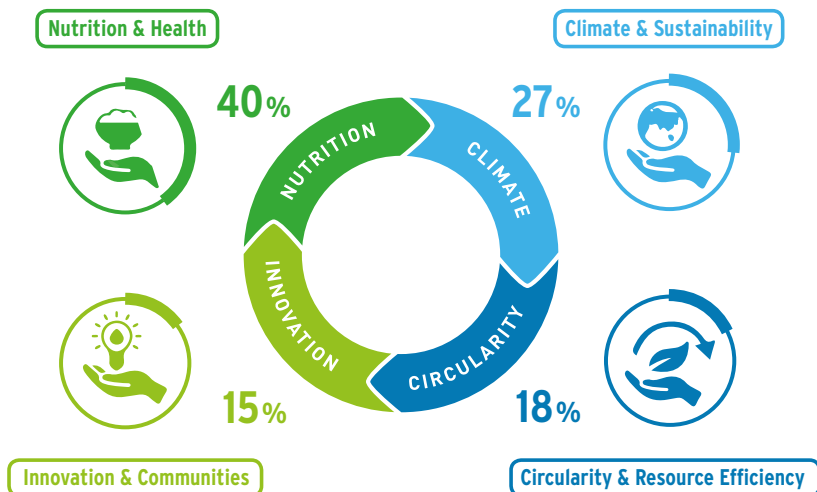 Nutrition & Health
Climate & Sustainability
40%
27%
NUTRITION
CLIMATE
INNOVATION
CIRCULARITY
15%
18%
Innovation & Communities
Circularity & Resource Efficiency